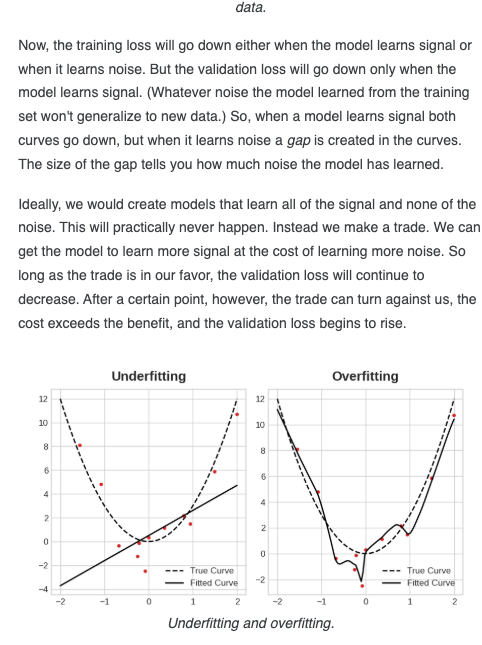 data.
Now, the training loss will go down either when the model learns signal or
when it learns noise. But the validation loss will go down only when the
model learns signal. (Whatever noise the model learned from the training
set won't generalize to new data.) So, when a model learns signal both
curves go down, but when it learns noise a gap is created in the curves.
The size of the gap tells you how much noise the model has learned.
Ideally, we would create models that learn all of the signal and none of the
noise. This will practically never happen. Instead we make a trade. We can
get the model to learn more signal at the cost of learning more noise. So
long as the trade is in our favor, the validation loss will continue to
decrease. After a certain point, however, the trade can turn against us, the
cost exceeds the benefit, and the validation loss begins to rise.
Underfitting
12
10
8
6
4
2
0
−2
−4
−2
−1
0
1
2
True Curve
Fitted Curve
Overfitting
12
10
8
6
4
2
0
−2
−2
−1
0
1
2
True Curve
Fitted Curve
Underfitting and overfitting.